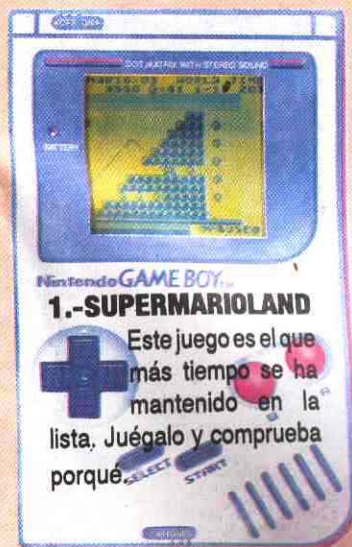 DOT MATRIX WITH STEREO SOUND
BATTERY
Nintendo GAME BOY TM
1.-SUPERMARIOLAND
Este juego es el que
más tiempo se ha
mantenido en la
lista. Juégalo y comprueba
porqué.
SELECT
START
B
A